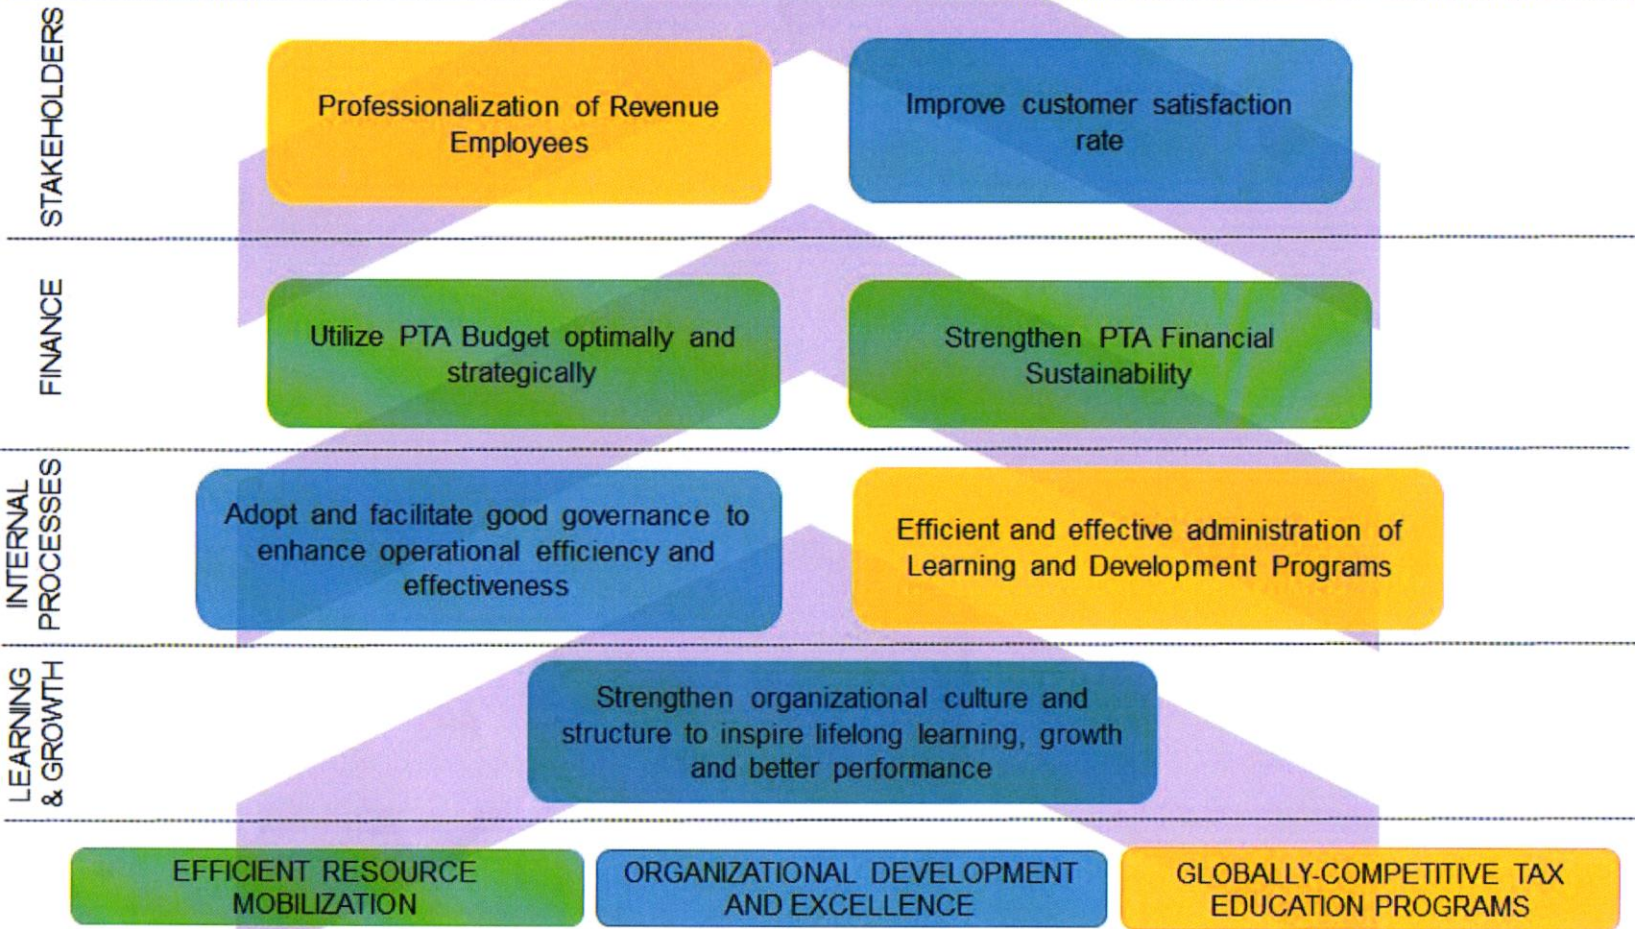 STAKEHOLDERS
Professionalization of Revenue
Employees
Improve customer satisfaction
rate
FINANCE
Utilize PTA Budget optimally and
strategically
Strengthen PTA Financial
Sustainability
INTERNAL
PROCESSES
Adopt and facilitate good governance to
enhance operational efficiency and
effectiveness
Efficient and effective administration of
Learning and Development Programs
LEARNING
& GROWTH
Strengthen organizational culture and
structure to inspire lifelong learning, growth
and better performance
EFFICIENT RESOURCE
MOBILIZATION
ORGANIZATIONAL DEVELOPMENT
AND EXCELLENCE
GLOBALLY-COMPETITIVE TAX
EDUCATION PROGRAMS